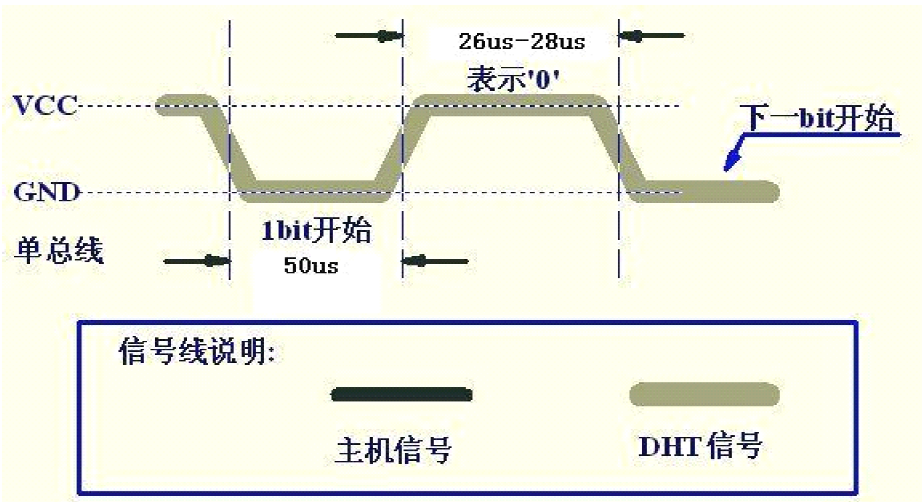 26us-28us
表示'0'
VCC
下一bit开始
GND
1bit开始
单总线
50us
信号线说明:
主机信号
DHT信号